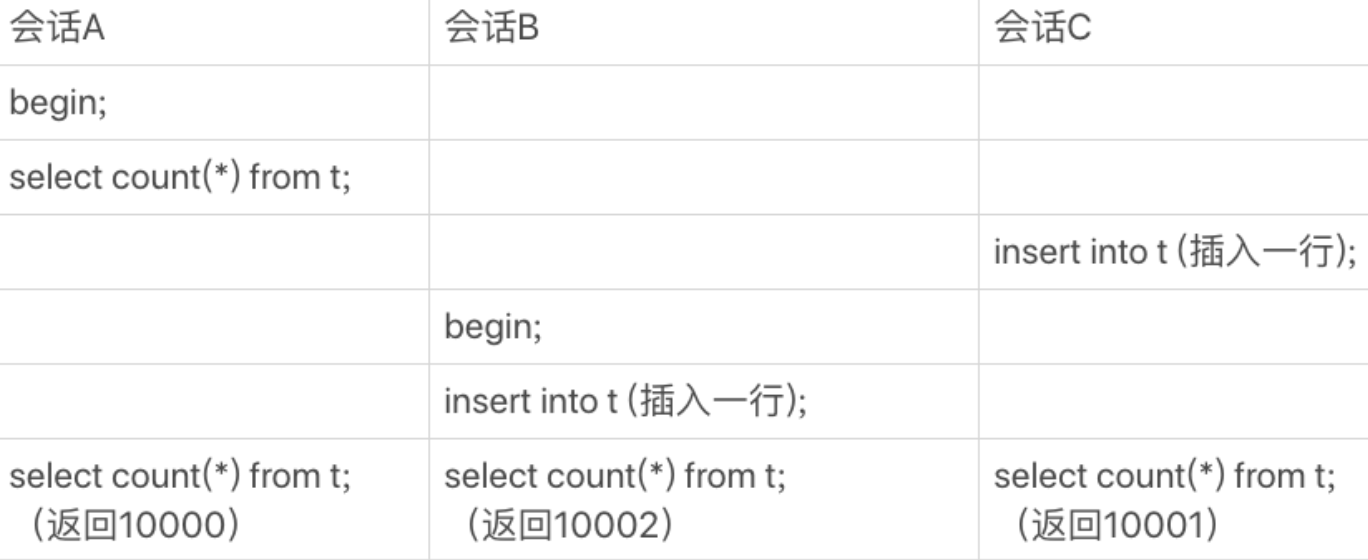 会话A 会话B 会话C
begin;
select count(*) from t;
insert into t (插入一行);
begin;
insert into t (插入一行);
select count(*) from t; select count(*) from t; select count(*) from t;
（返回10000） （返回10002） （返回10001）